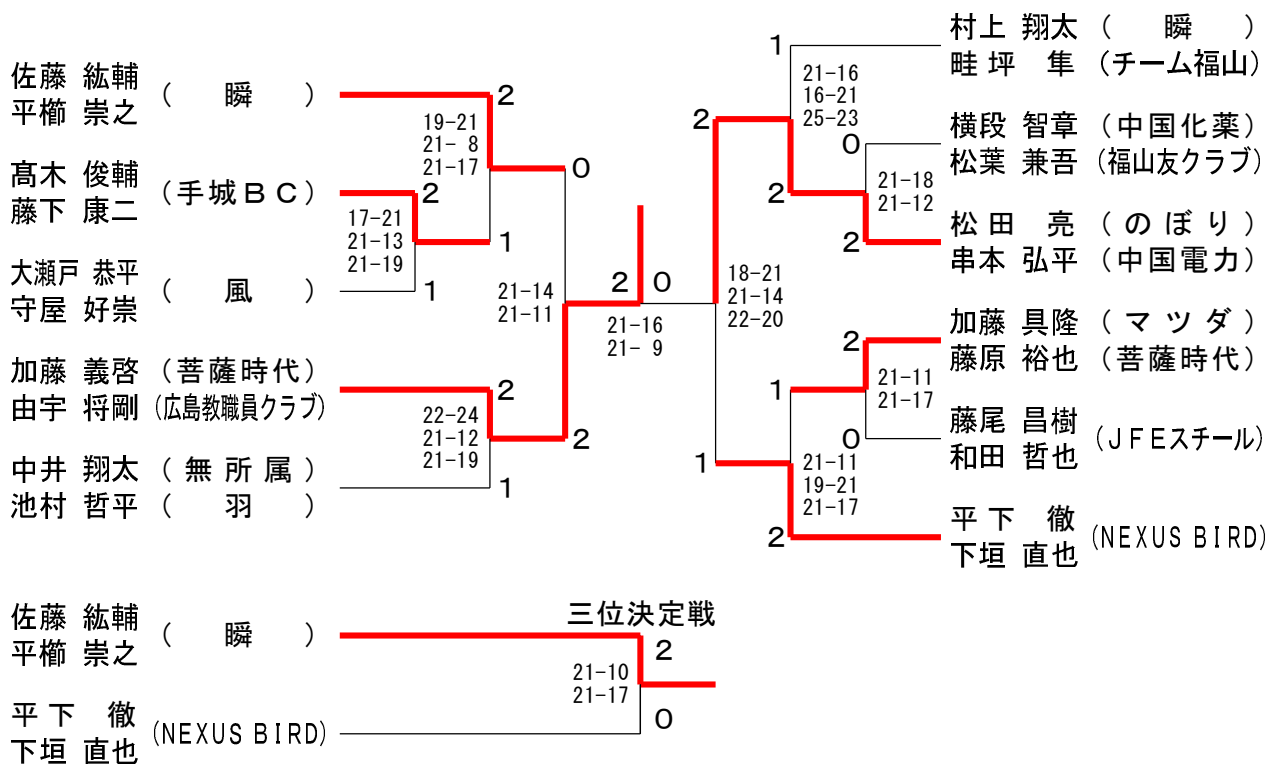 佐藤 紘輔
平櫛 崇之
（ 瞬 ）
2
19-21
21- 8
21-17
0
髙木 俊輔
藤下 康二
（手城ＢＣ）
2
17-21
21-13
21-19
1
大瀬戸 恭平
守屋 好崇
（ 風 ）
1
21-14
21-11
加藤 義啓 （菩薩時代）
由宇 将剛 （広島教職員クラブ）
2
22-24
21-12
21-19
2
中井 翔太 （無所属）
池村 哲平 （ 羽 ）
1
2 0
21-16
21- 9
1
村上 翔太 （ 瞬 ）
畦坪 隼 （チーム福山）
21-16
16-21
25-23
2
横段 智章 （中国化薬）
松葉 兼吾 （福山友クラブ）
0
21-18
21-12
2
松田 亮 （のぼり）
串本 弘平 （中国電力）
2
18-21
21-14
22-20
加藤 具隆 （マツダ）
藤原 裕也 （菩薩時代）
2
21-11
21-17
1
藤尾 昌樹
和田 哲也
（ＪＦＥスチール）
0
1
21-11
19-21
21-17
平下 徹
下垣 直也
（NEXUS BIRD）
2
三位決定戦
佐藤 紘輔
平櫛 崇之
（ 瞬 ）
2
21-10
21-17
0
平下 徹
下垣 直也
（NEXUS BIRD）